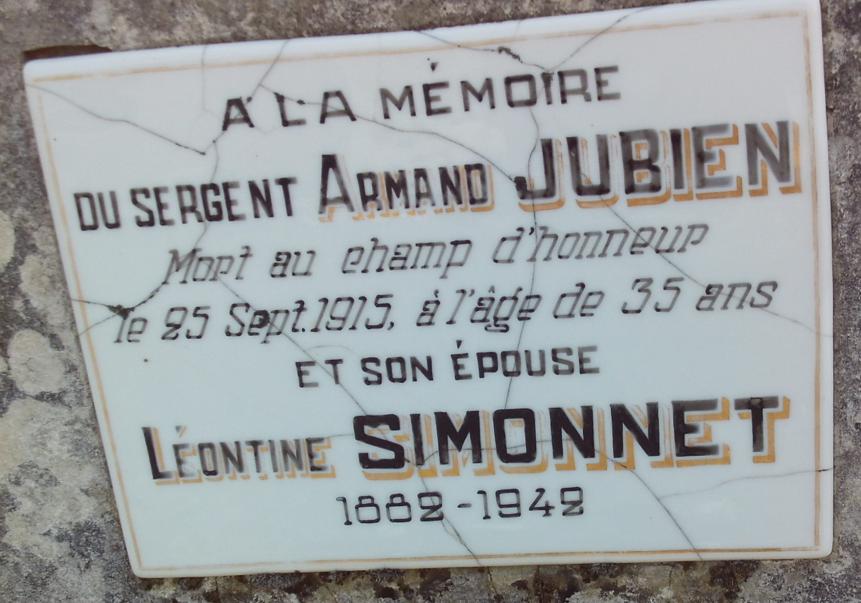 À LA MÉMOIRE
DU SERGENT ARMAND JUBIEN
Mort au champ d'honneur
le 25 Sept.1915, à l'âge de 35 ans
ET SON ÉPOUSE
LÉONTINE SIMONNET
1882-1942